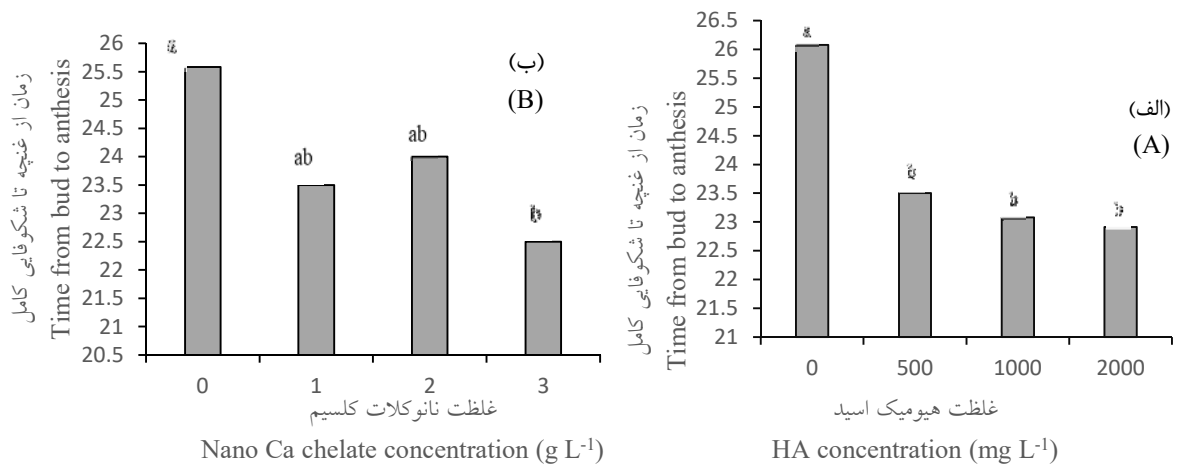 زمان از غنچه تا شکوفایی کامل
Time from bud to anthesis
26
25.5
25
24.5
24
23.5
23
22.5
22
21.5
21
20.5
a
ab
ab
b
(ب)
(B)
0 1 2 3
غلظت نانوکلات کلسیم
Nano Ca chelate concentration (g L⁻¹)
زمان از غنچه تا شکوفایی کامل
Time from bud to anthesis
26.5
26
25.5
25
24.5
24
23.5
23
22.5
22
21.5
21
a
b
b
b
(الف)
(A)
0 500 1000 2000
غلظت هیومیک اسید
HA concentration (mg L⁻¹)